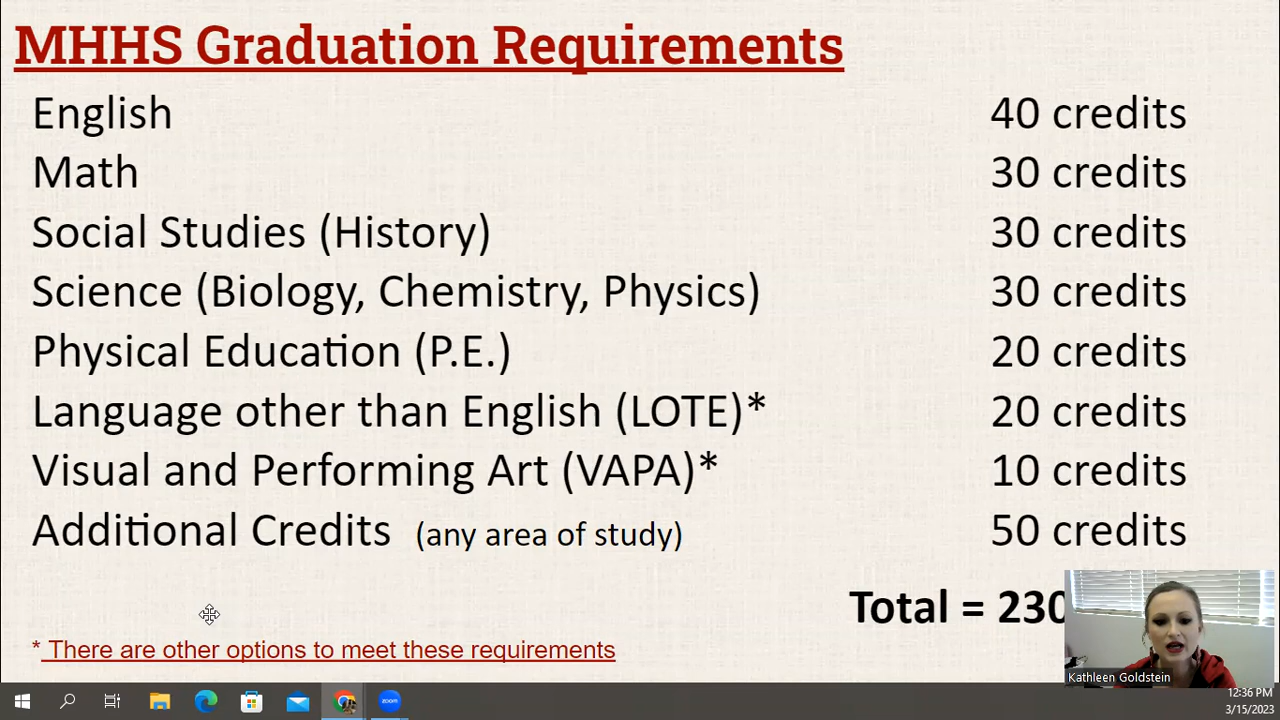 MHHS Graduation Requirements
English 40 credits
Math 30 credits
Social Studies (History) 30 credits
Science (Biology, Chemistry, Physics) 30 credits
Physical Education (P.E.) 20 credits
Language other than English (LOTE)* 20 credits
Visual and Performing Art (VAPA)* 10 credits
Additional Credits (any area of study) 50 credits
Total = 230
* There are other options to meet these requirements
Kathleen Goldstein
zoom
12:36 PM
3/15/2023